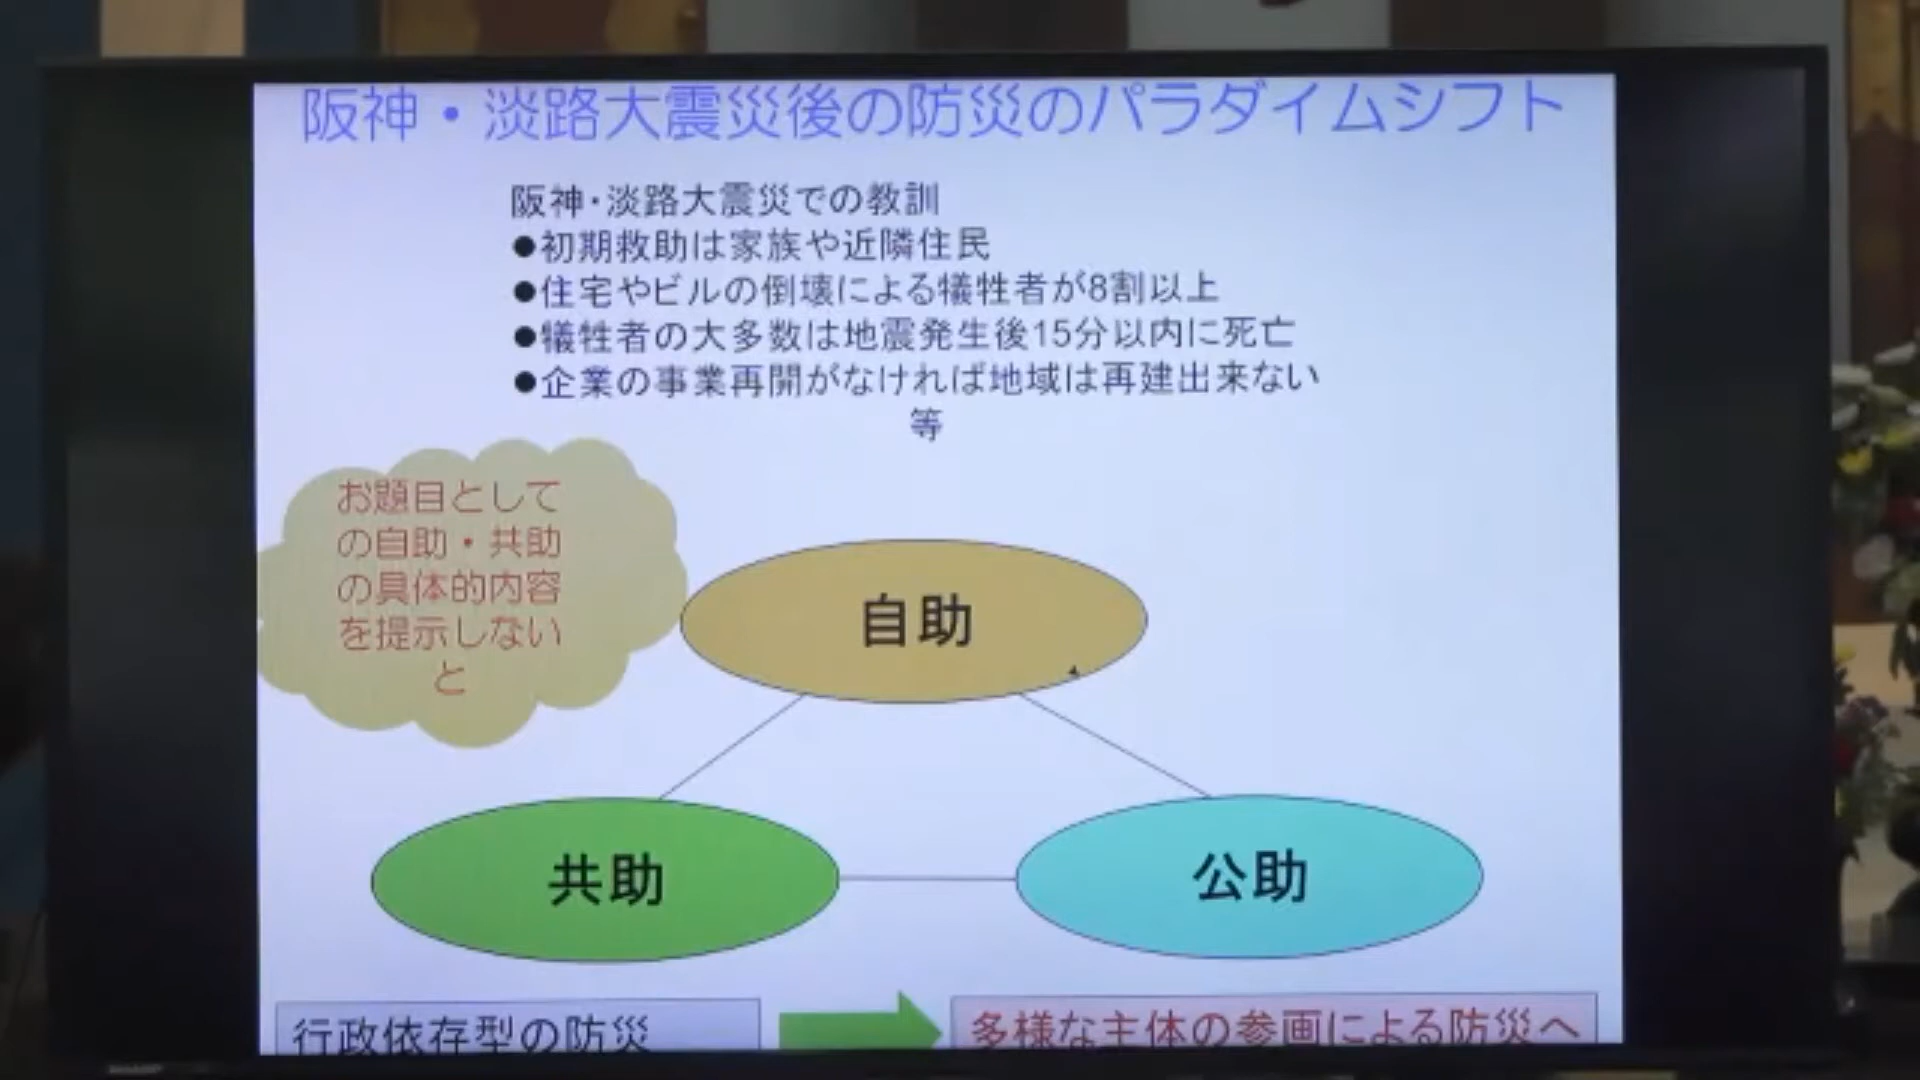 阪神・淡路大震災後の防災のパラダイムシフト
阪神・淡路大震災での教訓
●初期救助は家族や近隣住民
●住宅やビルの倒壊による犠牲者が8割以上
●犠牲者の大多数は地震発生後15分以内に死亡
●企業の事業再開がなければ地域は再建出来ない
等
お題目として
の自助・共助
の具体的内容
を提示しない
と
自助
共助
公助
行政依存型の防災
多様な主体の参画による防災へ